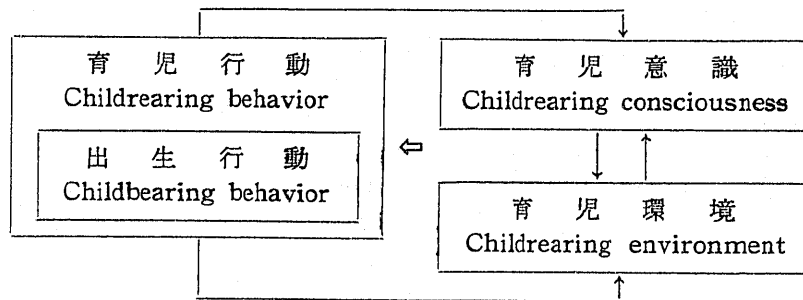 育児行動
Childrearing behavior
出生行動
Childbearing behavior
育児意識
Childrearing consciousness
育児環境
Childrearing environment